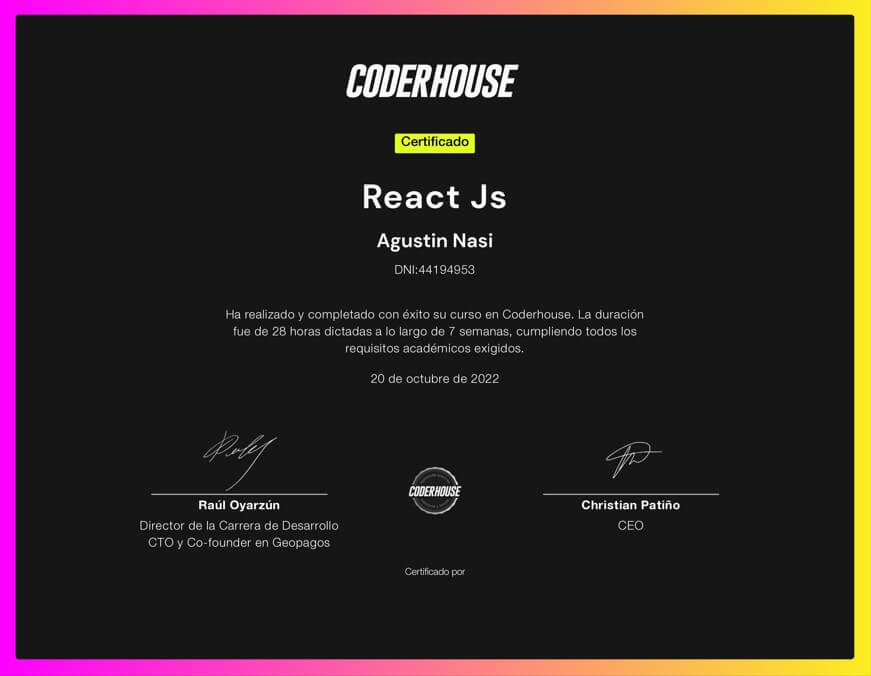 CODERHOUSE
Certificado
React Js
Agustin Nasi
DNI:44194953
Ha realizado y completado con éxito su curso en Coderhouse. La duración
fue de 28 horas dictadas a lo largo de 7 semanas, cumpliendo todos los
requisitos académicos exigidos.
20 de octubre de 2022
CODERHOUSE
Raúl Oyarzún
Christian Patiño
Director de la Carrera de Desarrollo
CEO
CTO y Co-founder en Geopagos
Certificado por